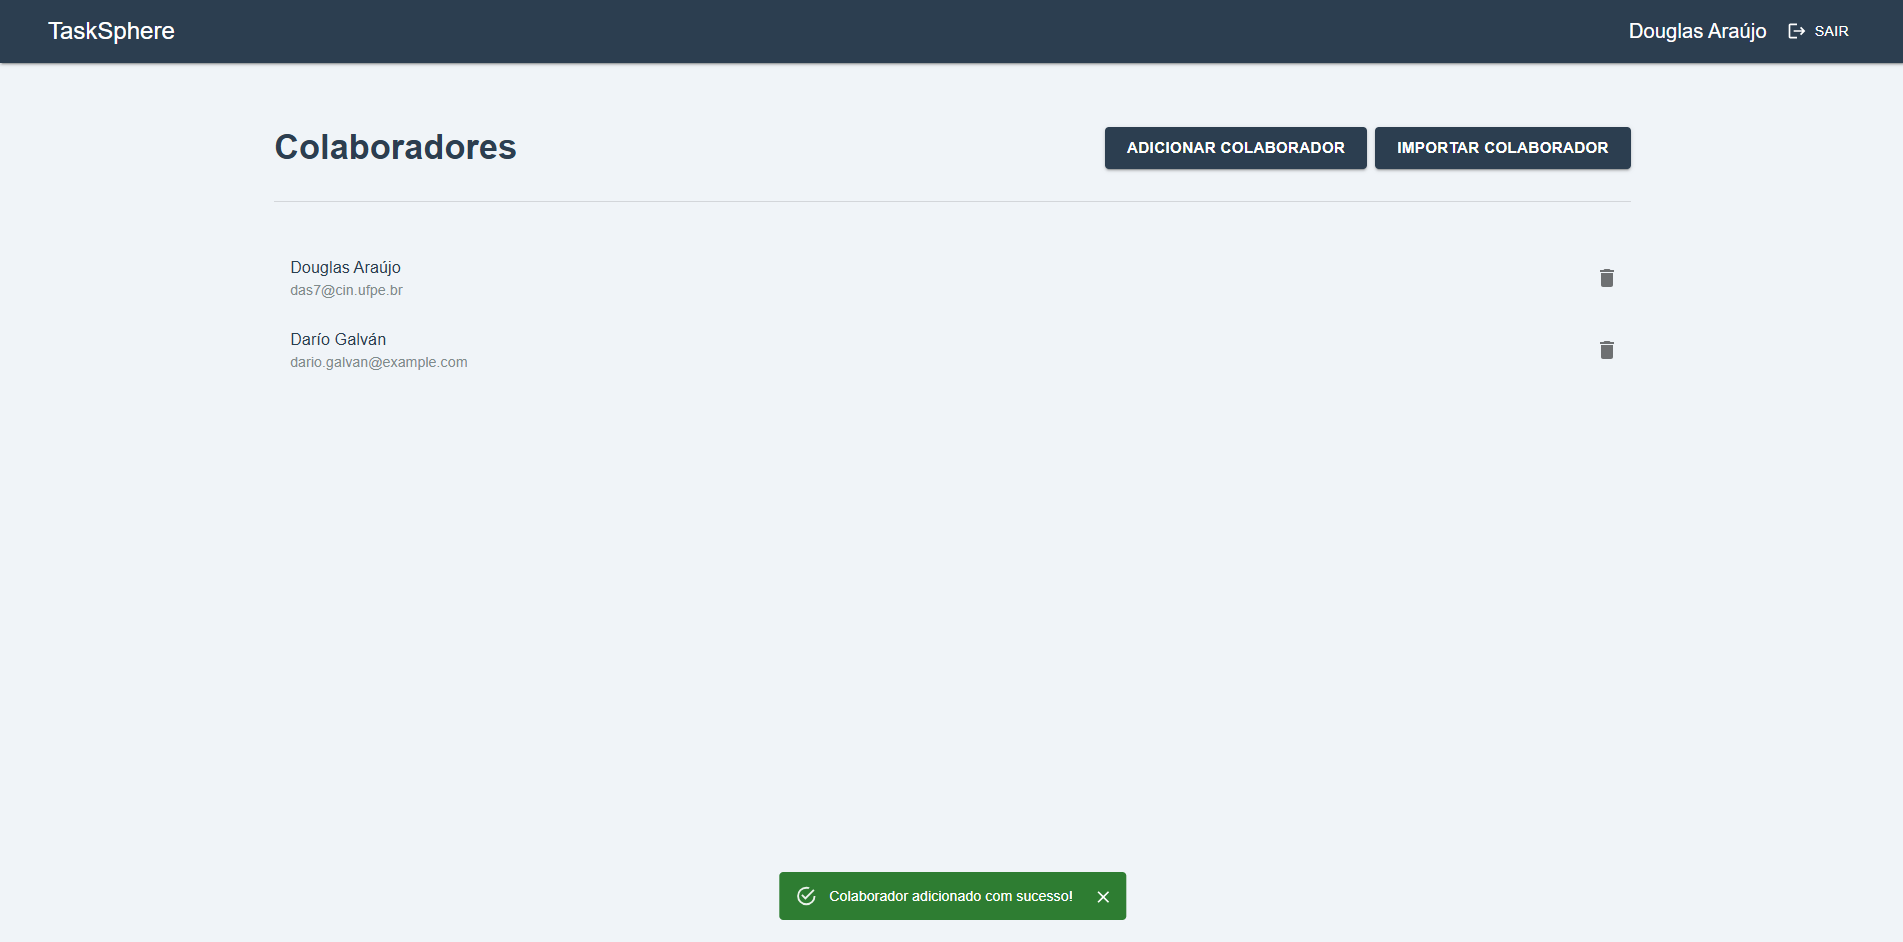 TaskSphere
Douglas Araújo SAIR
Colaboradores
ADICIONAR COLABORADOR
IMPORTAR COLABORADOR
Douglas Araújo
das7@cin.ufpe.br
Darío Galván
dario.galvan@example.com
Colaborador adicionado com sucesso!